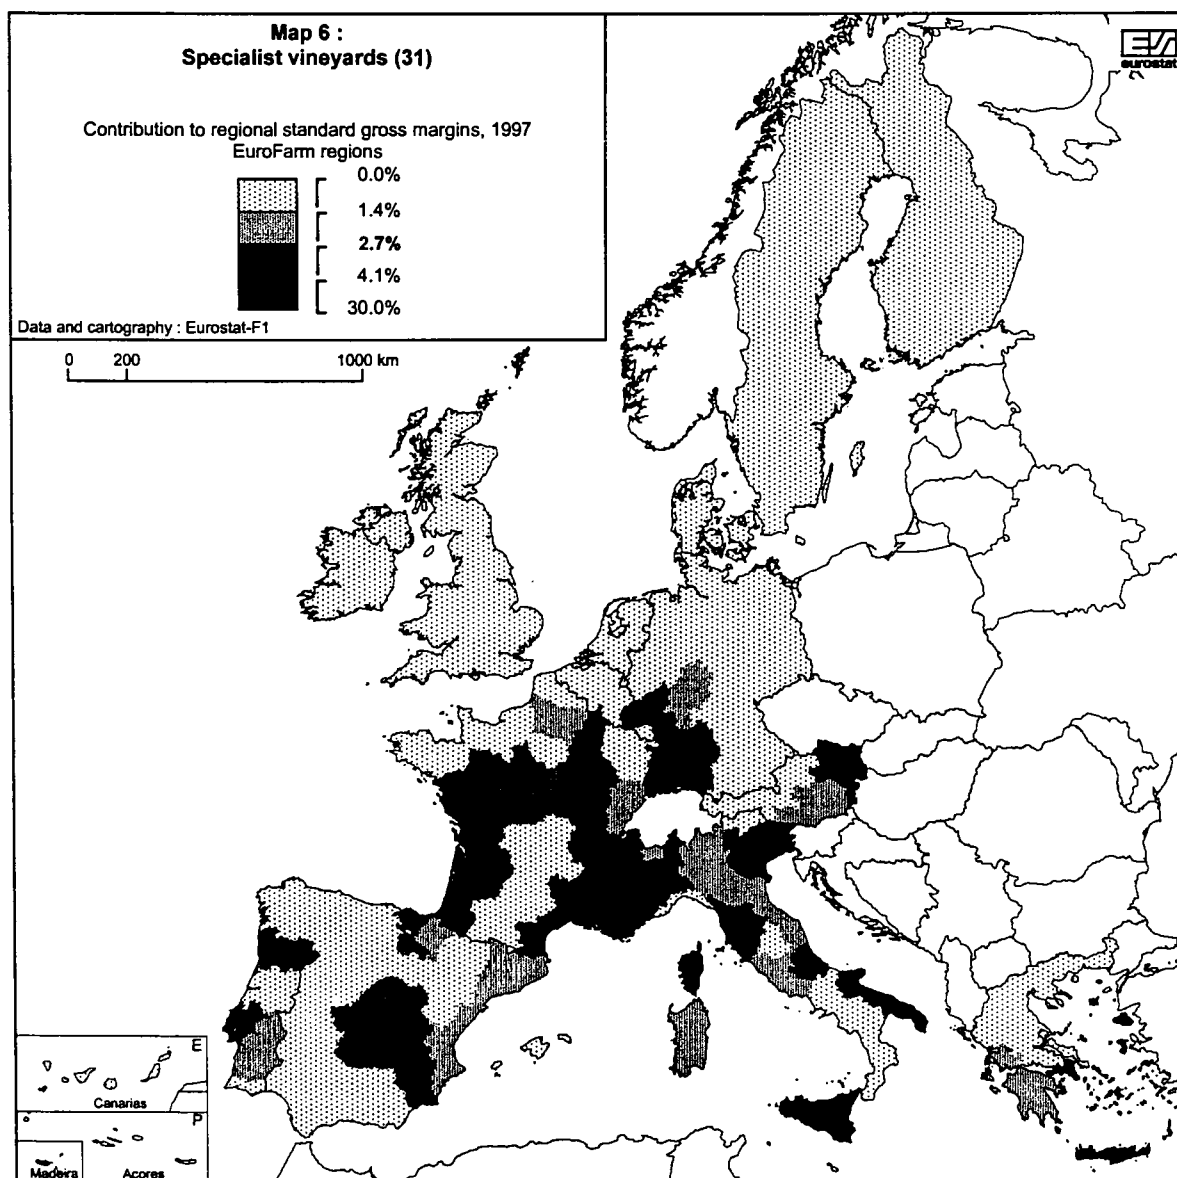 Map 6 :
Specialist vineyards (31)
Contribution to regional standard gross margins, 1997
EuroFarm regions
0.0%
1.4%
2.7%
4.1%
30.0%
Data and cartography : Eurostat-F1
eurostat
0 200 1000 km
E
Canarias
P
Madeira Açores